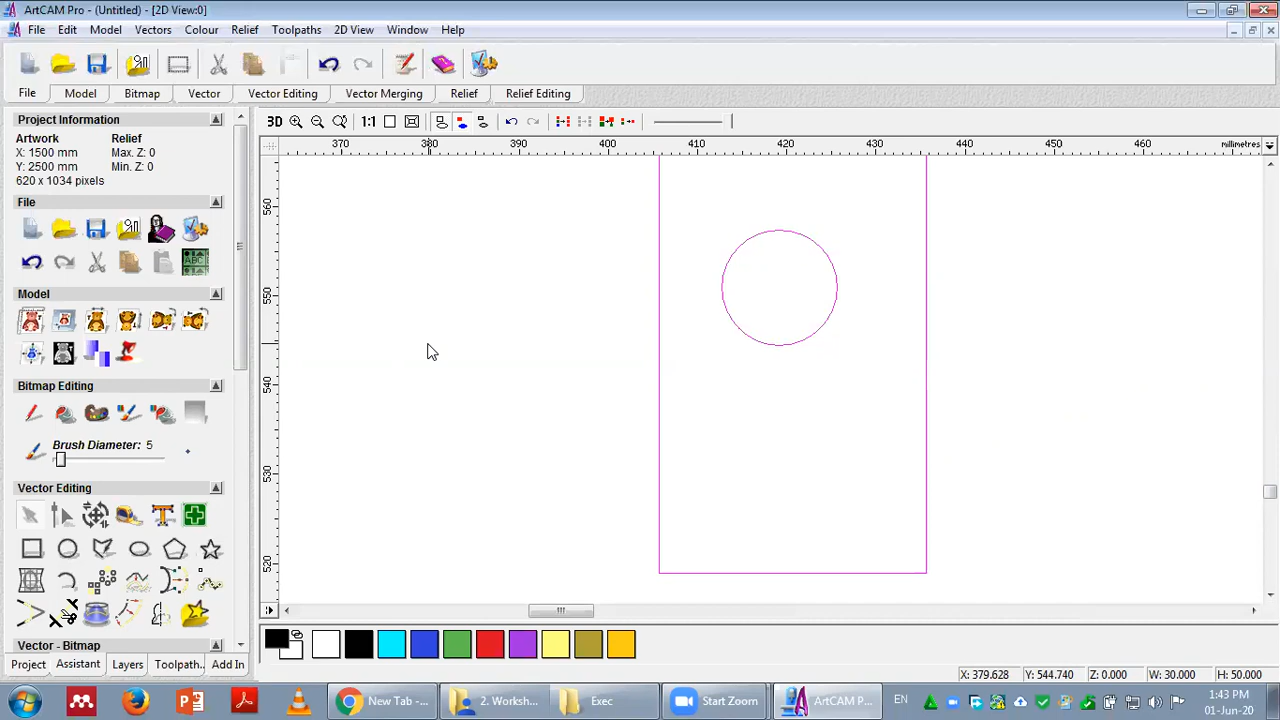 ArtCAM Pro - (Untitled) - [2D View:0]
File Edit Model Vectors Colour Relief Toolpaths 2D View Window Help
File Model Bitmap Vector Vector Editing Vector Merging Relief Relief Editing
Project Information
Artwork Relief
X: 1500 mm Max. Z: 0
Y: 2500 mm Min. Z: 0
620 x 1034 pixels
File
Model
Bitmap Editing
Brush Diameter: 5
Vector Editing
Vector - Bitmap
Project Assistant Layers Toolpath... Add In
3D 1:1
370 380 390 400 410 420 430 440 450 460 millimetres
560
550
540
530
520
X: 379.628 Y: 544.740 Z: 0.000 W: 30.000 H: 50.000
New Tab - 2. Worksh... Exec Start Zoom ArtCAM P... EN 1:43 PM
01-Jun-20